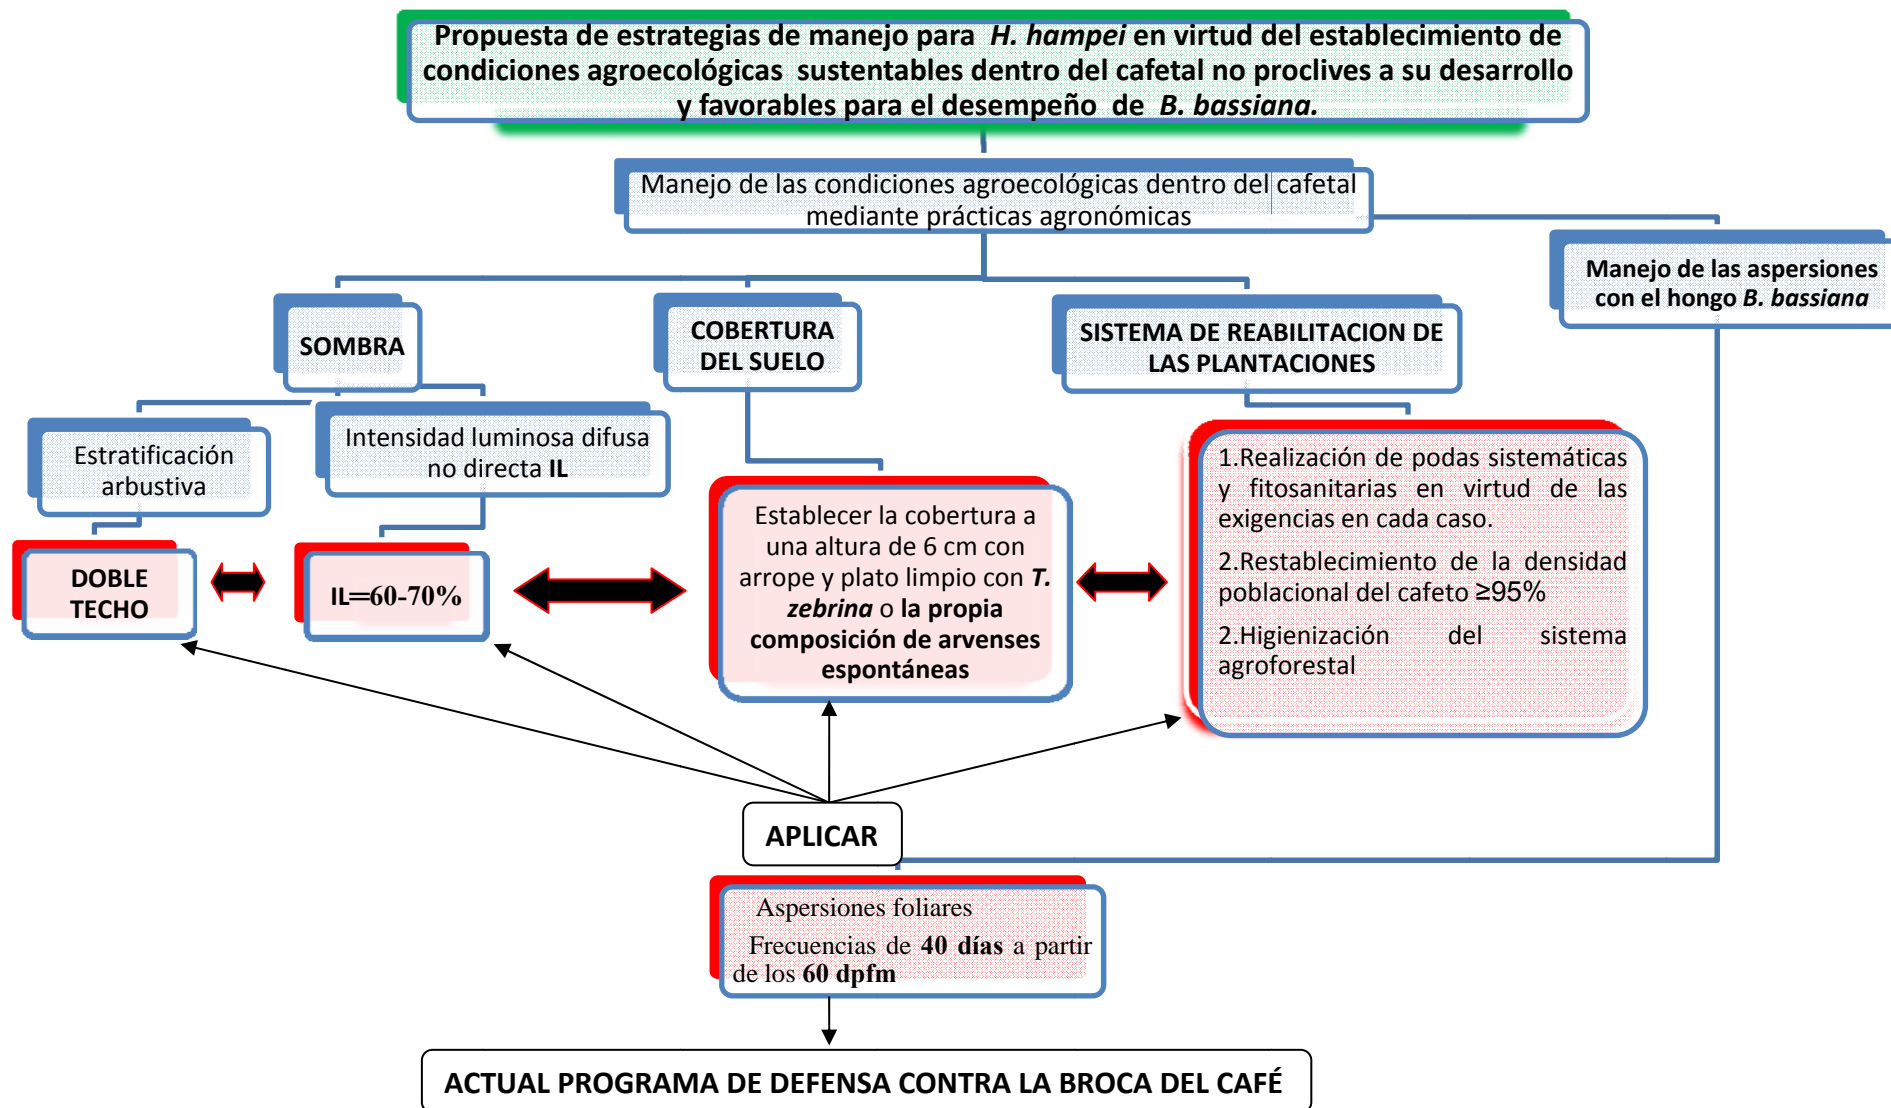 Propuesta de estrategias de manejo para H. hampei en virtud del establecimiento de
condiciones agroecológicas sustentables dentro del cafetal no proclives a su desarrollo
y favorables para el desempeño de B. bassiana.
Manejo de las condiciones agroecológicas dentro del cafetal
mediante prácticas agronómicas
Manejo de las aspersiones
con el hongo B. bassiana
SOMBRA
COBERTURA
DEL SUELO
SISTEMA DE REABILITACION DE
LAS PLANTACIONES
Estratificación
arbustiva
Intensidad luminosa difusa
no directa IL
DOBLE
TECHO
IL=60-70%
Establecer la cobertura a
una altura de 6 cm con
arrope y plato limpio con T.
zebrina o la propia
composición de arvenses
espontáneas
1.Realización de podas sistemáticas
y fitosanitarias en virtud de las
exigencias en cada caso.
2.Restablecimiento de la densidad
poblacional del cafeto ≥95%
2.Higienización del sistema
agroforestal
APLICAR
Aspersiones foliares
Frecuencias de 40 días a partir
de los 60 dpfm
ACTUAL PROGRAMA DE DEFENSA CONTRA LA BROCA DEL CAFÉ